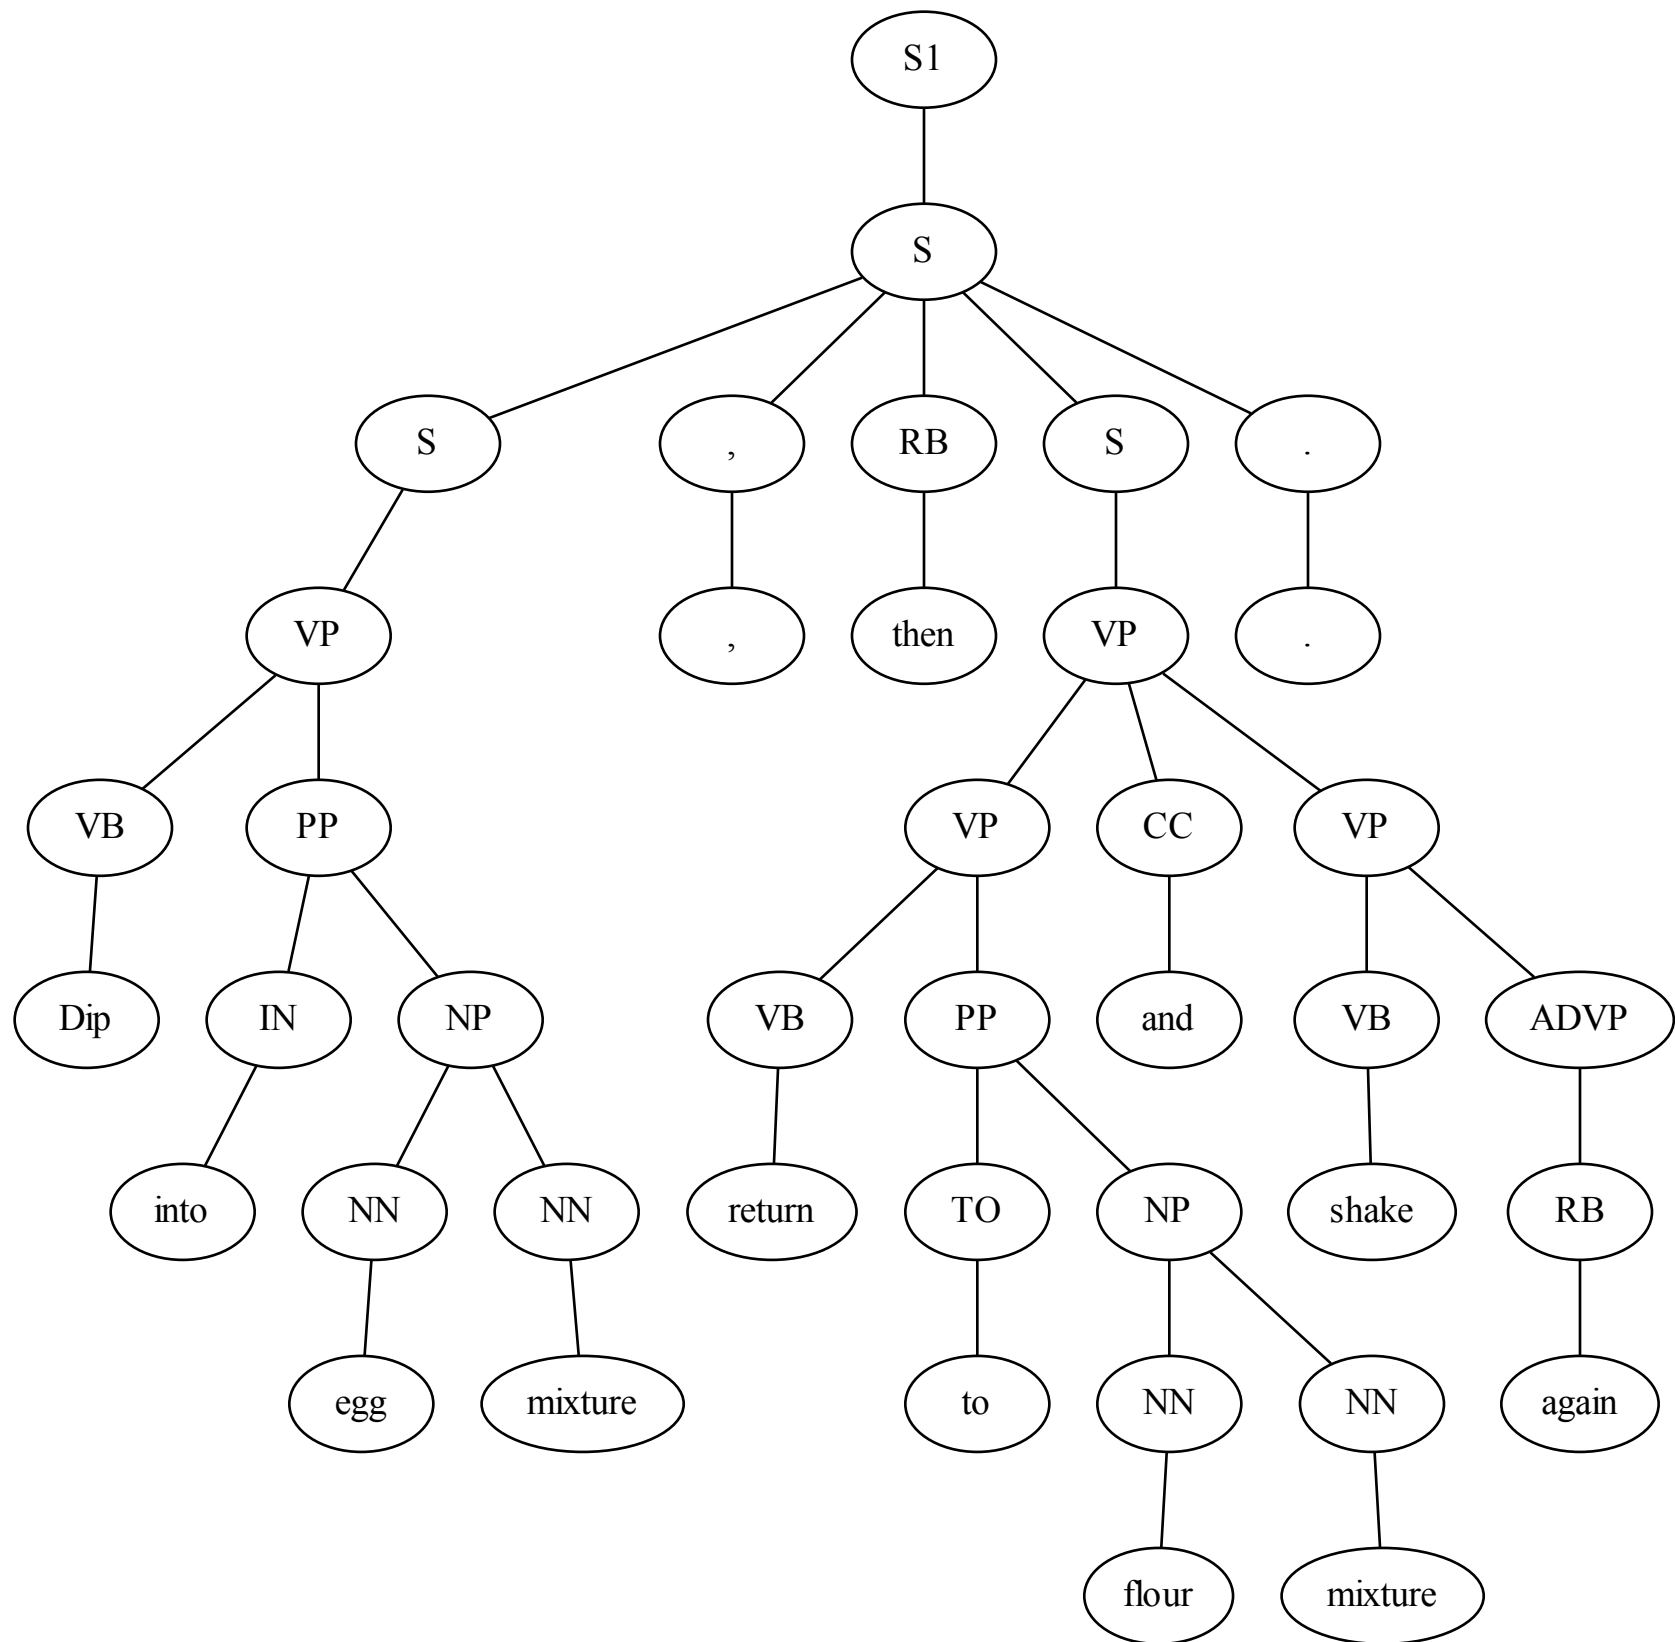 S1
S
S , RB S .
VP , then VP .
VB PP VP CC VP
Dip IN NP VB PP and VB ADVP
into NN NN return TO NP shake RB
egg mixture to NN NN again
flour mixture